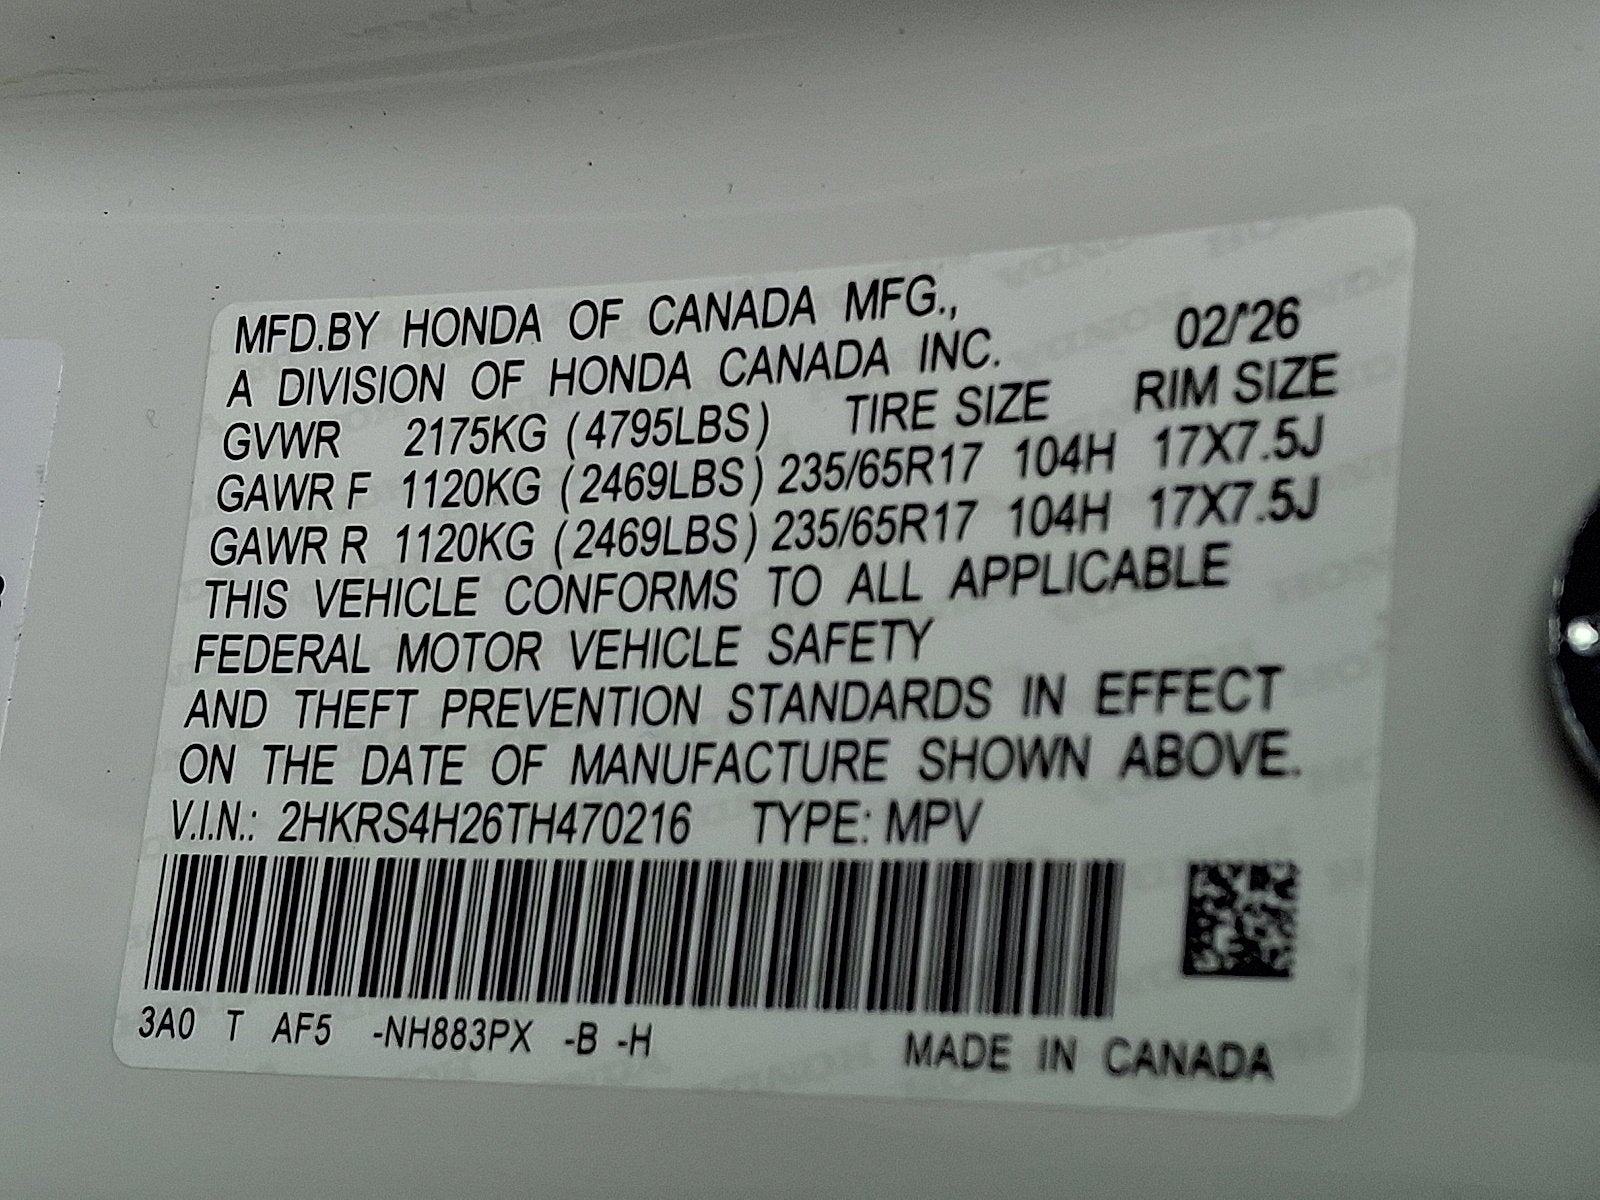 MFD.BY HONDA OF CANADA MFG.,
A DIVISION OF HONDA CANADA INC. 02/'26
GVWR 2175KG (4795LBS) TIRE SIZE RIM SIZE
GAWR F 1120KG (2469LBS) 235/65R17 104H 17X7.5J
GAWR R 1120KG (2469LBS) 235/65R17 104H 17X7.5J
THIS VEHICLE CONFORMS TO ALL APPLICABLE
FEDERAL MOTOR VEHICLE SAFETY
AND THEFT PREVENTION STANDARDS IN EFFECT
ON THE DATE OF MANUFACTURE SHOWN ABOVE.
V.I.N.: 2HKRS4H26TH470216 TYPE: MPV
3A0 T AF5 -NH883PX -B -H
MADE IN CANADA